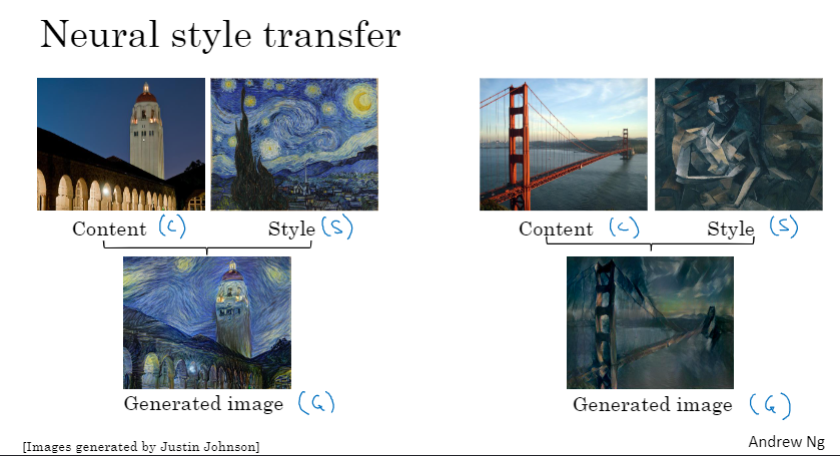 Neural style transfer
Content (C)
Style (S)
Content (C)
Style (S)
Generated image (G)
Generated image (G)
[Images generated by Justin Johnson]
Andrew Ng